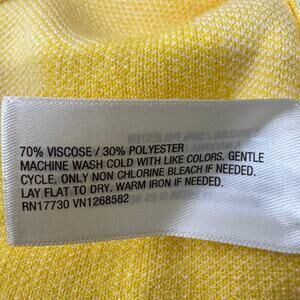 70% VISCOSE / 30% POLYESTER
MACHINE WASH COLD WITH LIKE COLORS. GENTLE
CYCLE. ONLY NON CHLORINE BLEACH IF NEEDED.
LAY FLAT TO DRY. WARM IRON IF NEEDED.
RN17730 VN1268582